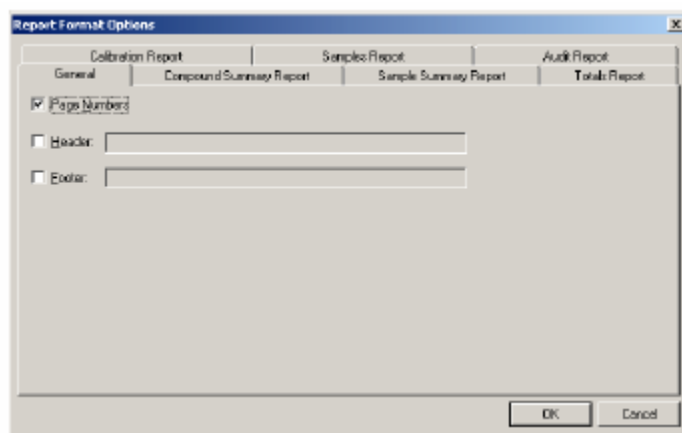 Report Format Options
Calibration Report Samples Report Audit Report
General Compound Summary Report Sample Summary Report Totals Report
Page Numbers
Header:
Footer:
OK Cancel